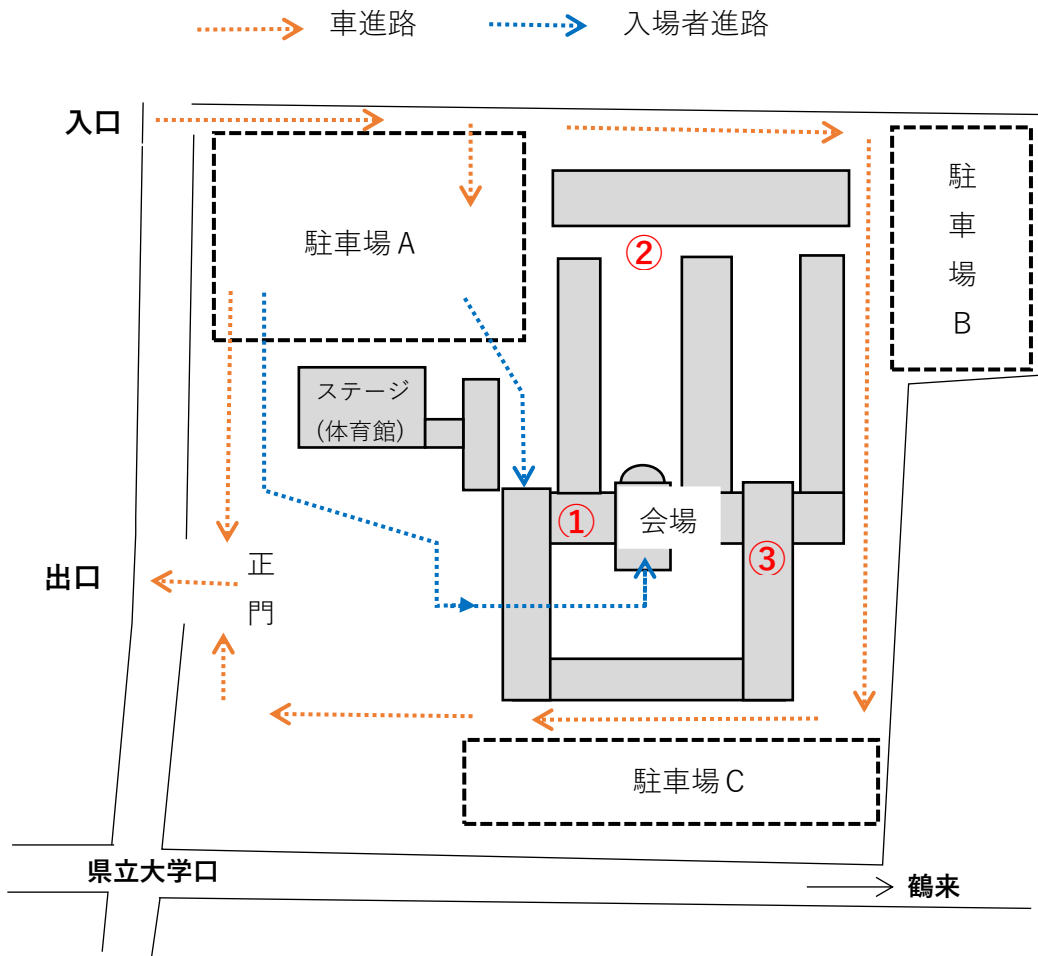 車進路
入場者進路
入口
駐車場A
駐
車
場
B
②
ステージ
(体育館)
①
会場
③
出口
正
門
駐車場C
県立大学口
鶴来